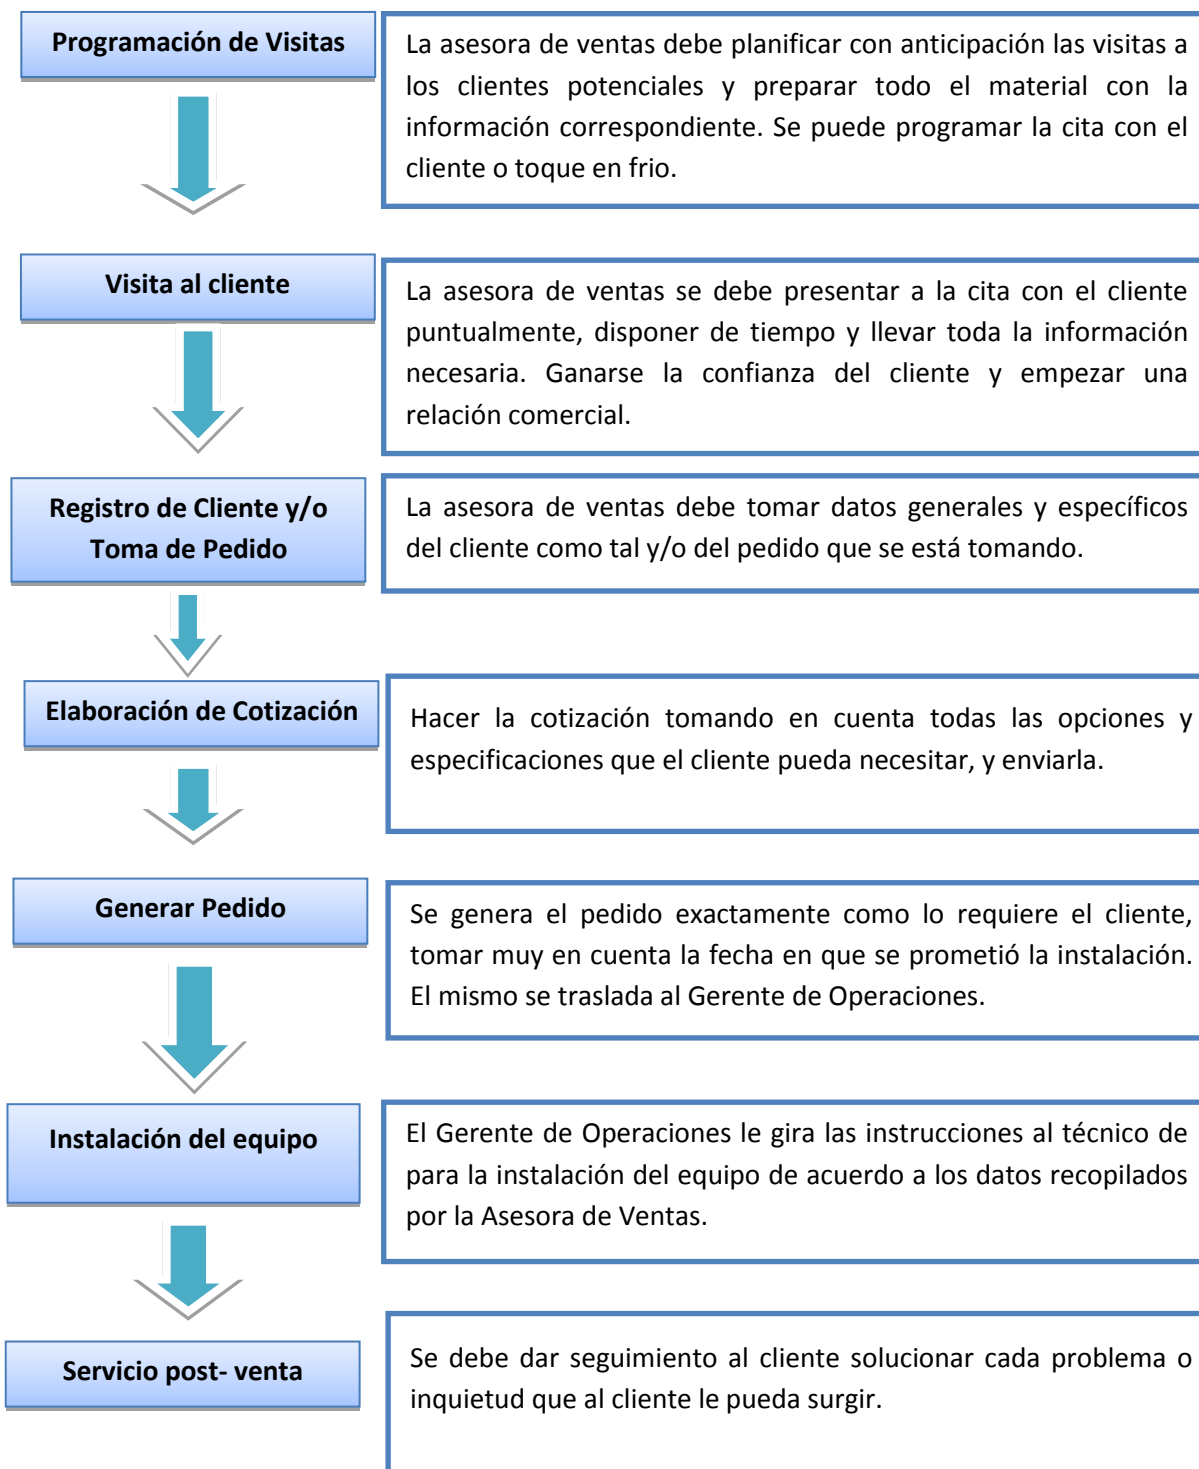 Programación de Visitas
La asesora de ventas debe planificar con anticipación las visitas a
los clientes potenciales y preparar todo el material con la
información correspondiente. Se puede programar la cita con el
cliente o toque en frio.
Visita al cliente
La asesora de ventas se debe presentar a la cita con el cliente
puntualmente, disponer de tiempo y llevar toda la información
necesaria. Ganarse la confianza del cliente y empezar una
relación comercial.
Registro de Cliente y/o
Toma de Pedido
La asesora de ventas debe tomar datos generales y específicos
del cliente como tal y/o del pedido que se está tomando.
Elaboración de Cotización
Hacer la cotización tomando en cuenta todas las opciones y
especificaciones que el cliente pueda necesitar, y enviarla.
Generar Pedido
Se genera el pedido exactamente como lo requiere el cliente,
tomar muy en cuenta la fecha en que se prometió la instalación.
El mismo se traslada al Gerente de Operaciones.
Instalación del equipo
El Gerente de Operaciones le gira las instrucciones al técnico de
para la instalación del equipo de acuerdo a los datos recopilados
por la Asesora de Ventas.
Servicio post- venta
Se debe dar seguimiento al cliente solucionar cada problema o
inquietud que al cliente le pueda surgir.